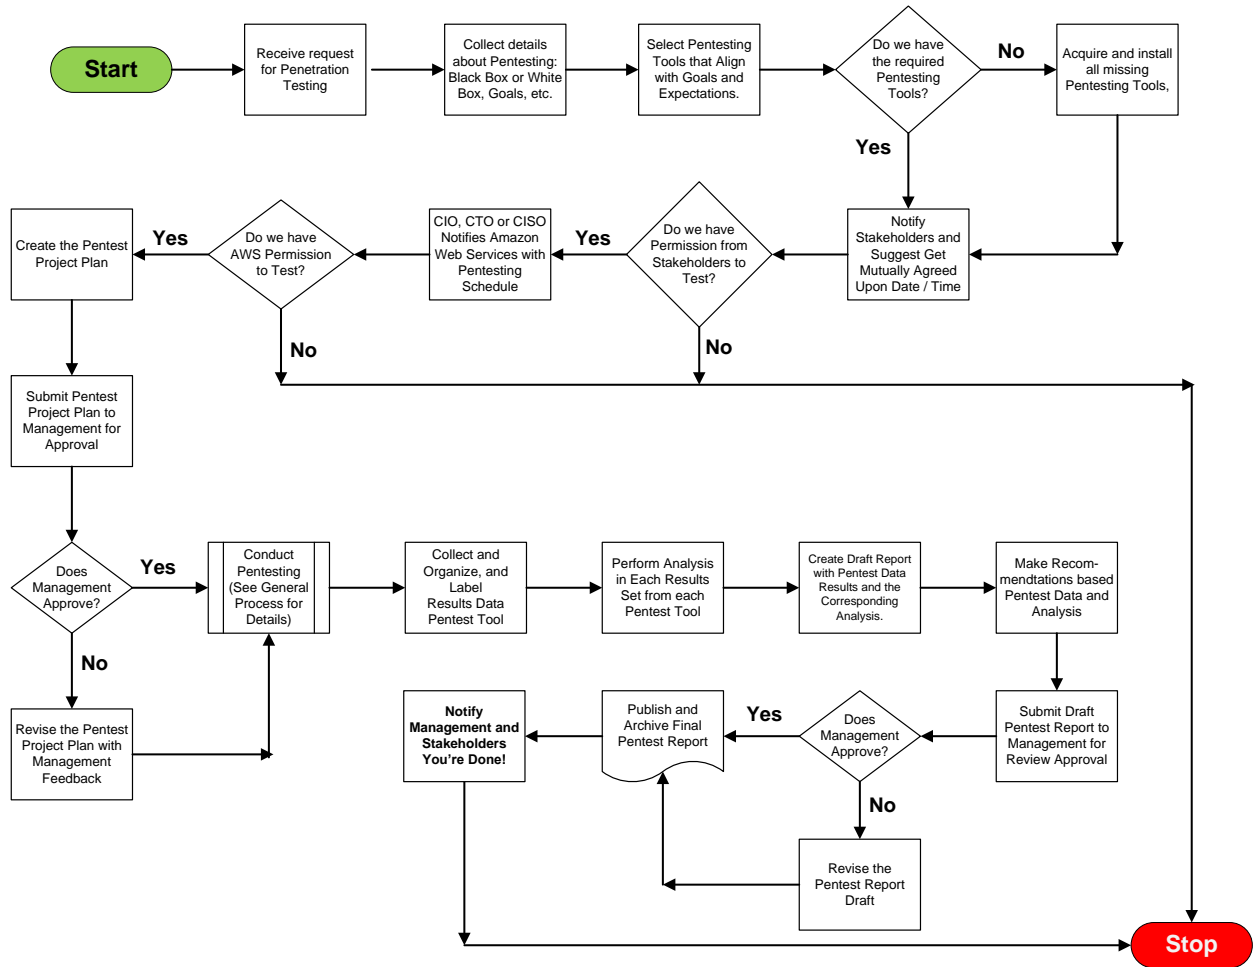 Start
Receive request
for Penetration
Testing
Collect details
about Pentesting:
Black Box or White
Box, Goals, etc.
Select Pentesting
Tools that Align
with Goals and
Expectations.
Do we have
the required
Pentesting
Tools?
No
Acquire and install
all missing
Pentesting Tools,
Yes
Notify
Stakeholders and
Suggest Get
Mutually Agreed
Upon Date / Time
Do we have
Permission from
Stakeholders to
Test?
Yes
No
CIO, CTO or CISO
Notifies Amazon
Web Services with
Pentesting
Schedule
Do we have
AWS Permission
to Test?
Yes
No
Create the Pentest
Project Plan
Submit Pentest
Project Plan to
Management for
Approval
Does
Management
Approve?
Yes
No
Revise the Pentest
Project Plan with
Management
Feedback
Conduct
Pentesting
(See General
Process for
Details)
Collect and
Organize, and
Label
Results Data
Pentest Tool
Perform Analysis
in Each Results
Set from each
Pentest Tool
Create Draft Report
with Pentest Data
Results and the
Corresponding
Analysis.
Make Recom-
mendtations based
Pentest Data and
Analysis
Submit Draft
Pentest Report to
Management for
Review Approval
Does
Management
Approve?
Yes
No
Revise the
Pentest Report
Draft
Publish and
Archive Final
Pentest Report
Notify
Management and
Stakeholders
You're Done!
Stop